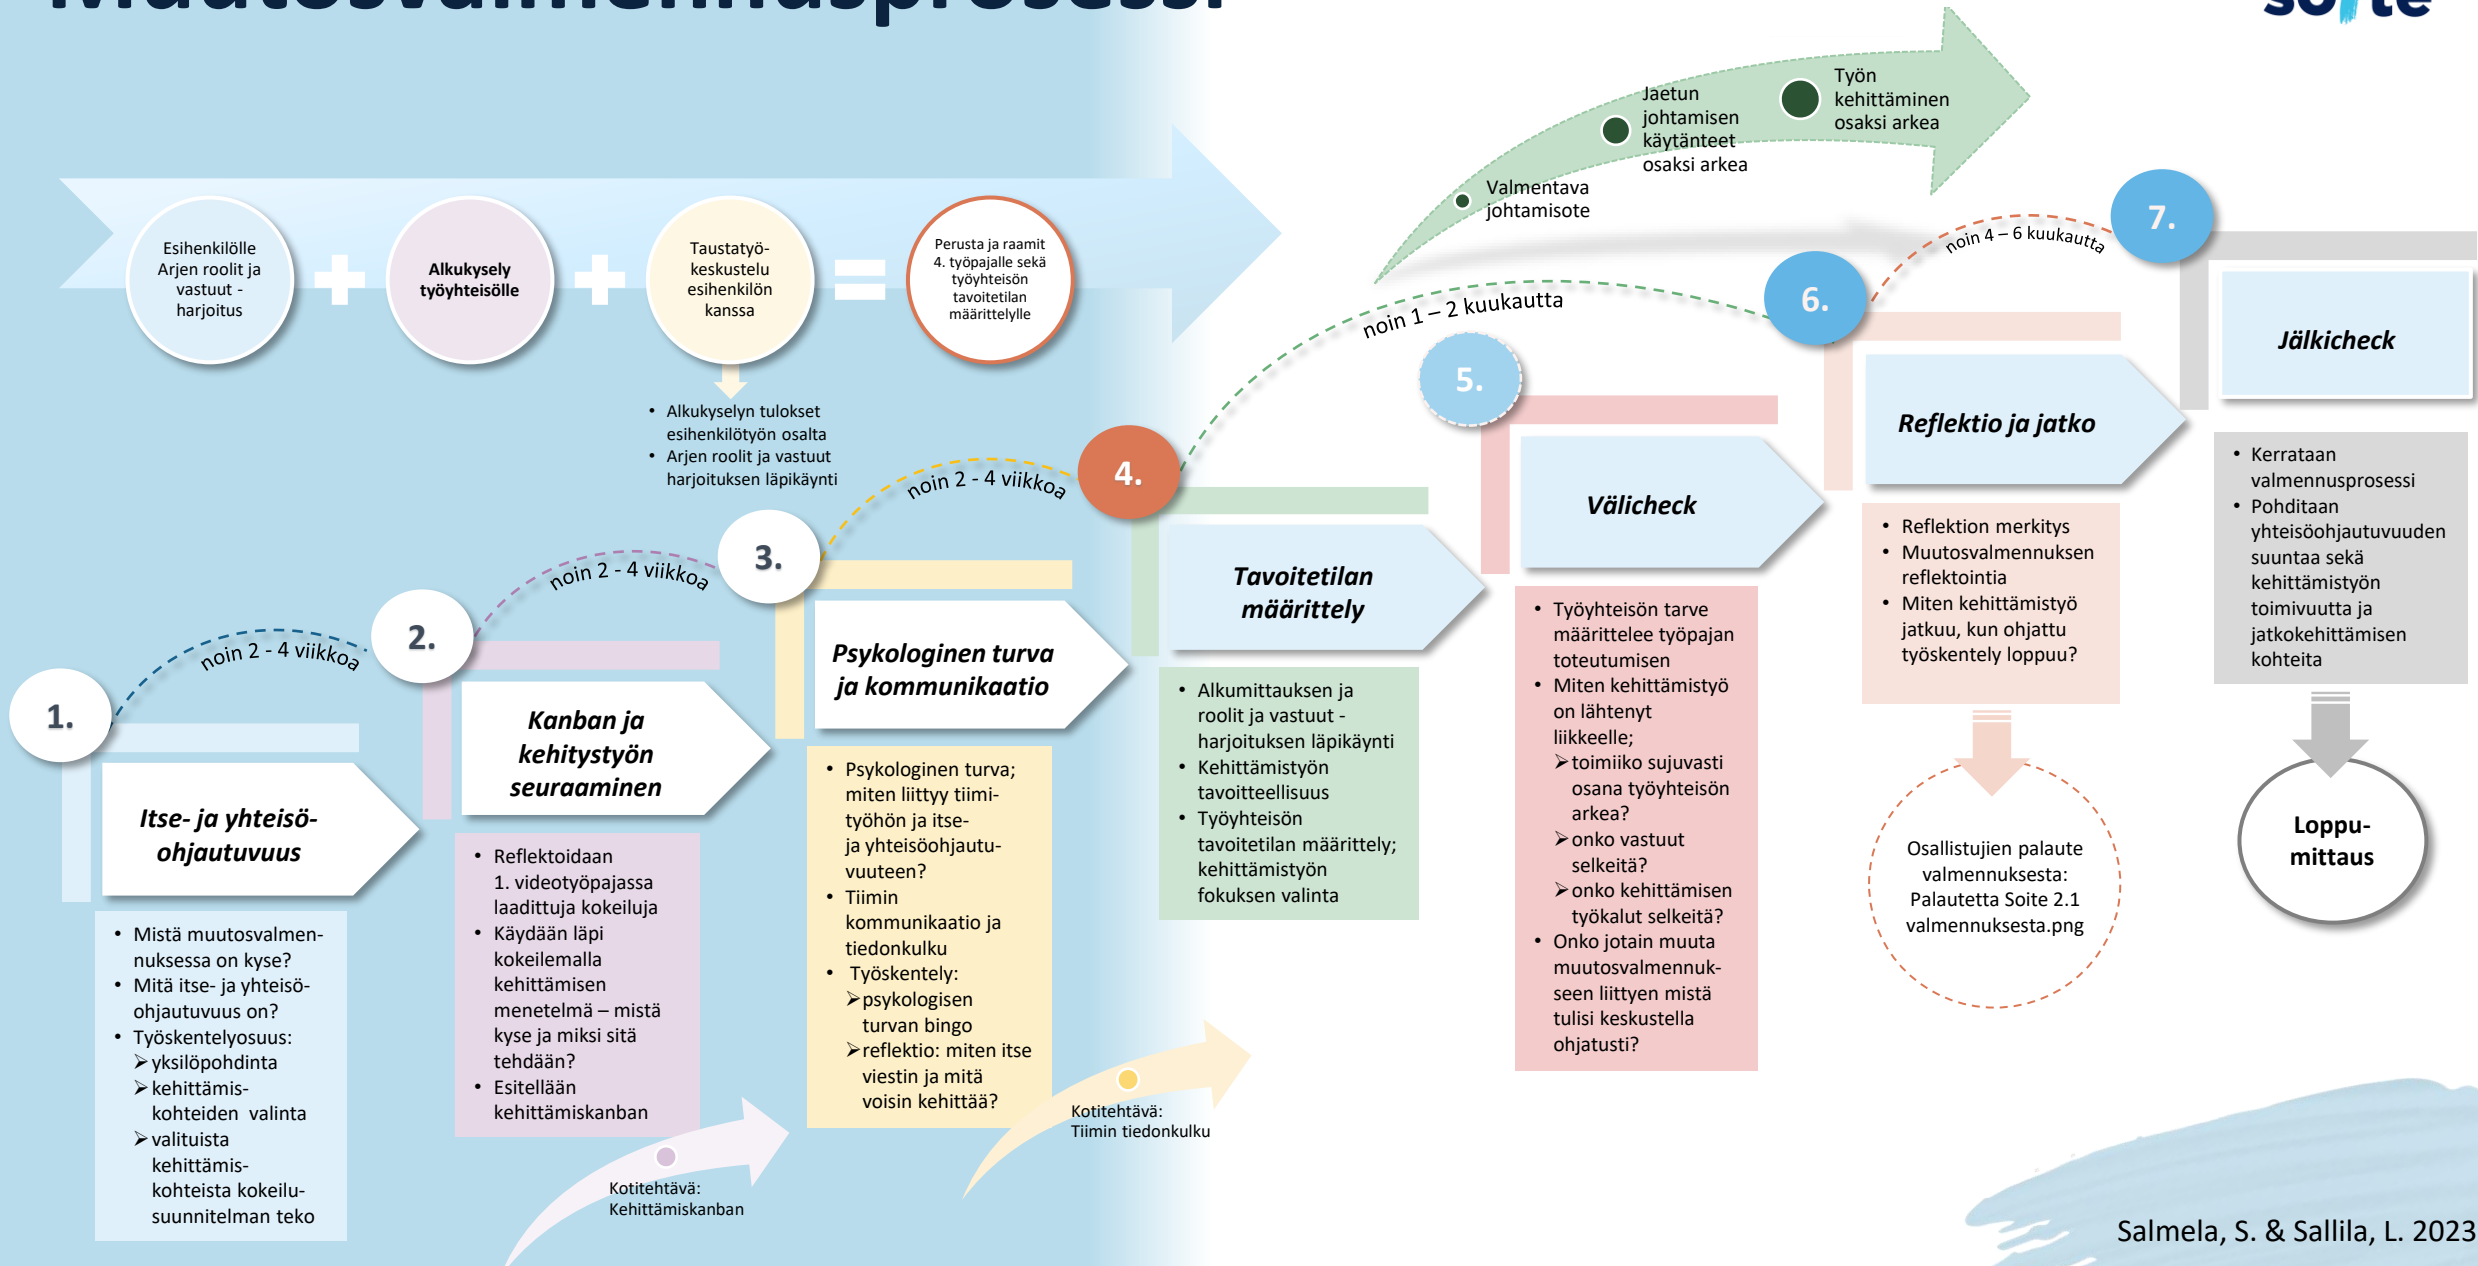 Muutosvalmennusprosessi
soite
Esihenkilölle
Arjen roolit ja
vastuut -
harjoitus
Alkukysely
työyhteisölle
Taustatyö-
keskustelu
esihenkilön
kanssa
Perusta ja raamit
4. työpajalle sekä
työyhteisön
tavoitetilan
määrittelylle
• Alkukyselyn tulokset
esihenkilötyön osalta
• Arjen roolit ja vastuut
harjoituksen läpikäynti
Valmentava
johtamisote
Jaetun
johtamisen
käytänteet
osaksi arkea
Työn
kehittäminen
osaksi arkea
1.
noin 2 - 4 viikkoa
Itse- ja yhteisö-
ohjautuvuus
• Mistä muutosvalmen-
nuksessa on kyse?
• Mitä itse- ja yhteisö-
ohjautuvuus on?
• Työskentelyosuus:
➢ yksilöpohdinta
➢ kehittämis-
kohteiden valinta
➢ valituista
kehittämis-
kohteista kokeilu-
suunnitelman teko
2.
noin 2 - 4 viikkoa
Kanban ja
kehitystyön
seuraaminen
• Reflektoidaan
1. videotyöpajassa
laadittuja kokeiluja
• Käydään läpi
kokeilemalla
kehittämisen
menetelmä – mistä
kyse ja miksi sitä
tehdään?
• Esitellään
kehittämiskanban
Kotitehtävä:
Kehittämiskanban
3.
noin 2 - 4 viikkoa
Psykologinen turva
ja kommunikaatio
• Psykologinen turva;
miten liittyy tiimi-
työhön ja itse-
ja yhteisöohjautu-
vuuteen?
• Tiimin
kommunikaatio ja
tiedonkulku
• Työskentely:
➢ psykologisen
turvan bingo
➢ reflektio: miten itse
viestin ja mitä
voisin kehittää?
Kotitehtävä:
Tiimin tiedonkulku
4.
noin 1 – 2 kuukautta
Tavoitetilan
määrittely
• Alkumittauksen ja
roolit ja vastuut -
harjoituksen läpikäynti
• Kehittämistyön
tavoitteellisuus
• Työyhteisön
tavoitetilan määrittely;
kehittämistyön
fokuksen valinta
5.
Välicheck
• Työyhteisön tarve
määrittelee työpajan
toteutumisen
• Miten kehittämistyö
on lähtenyt
liikkeelle;
➢ toimiiko sujuvasti
osana työyhteisön
arkea?
➢ onko vastuut
selkeitä?
➢ onko kehittämisen
työkalut selkeitä?
• Onko jotain muuta
muutosvalmennuk-
seen liittyen mistä
tulisi keskustella
ohjatusti?
6.
noin 4 – 6 kuukautta
Reflektio ja jatko
• Reflektion merkitys
• Muutosvalmennuksen
reflektointia
• Miten kehittämistyö
jatkuu, kun ohjattu
työskentely loppuu?
Osallistujien palaute
valmennuksesta:
Palautetta Soite 2.1
valmennuksesta.png
7.
Jälkicheck
• Kerrataan
valmennusprosessi
• Pohditaan
yhteisöohjautuvuuden
suuntaa sekä
kehittämistyön
toimivuutta ja
jatkokehittämisen
kohteita
Loppu-
mittaus
Salmela, S. & Sallila, L. 2023